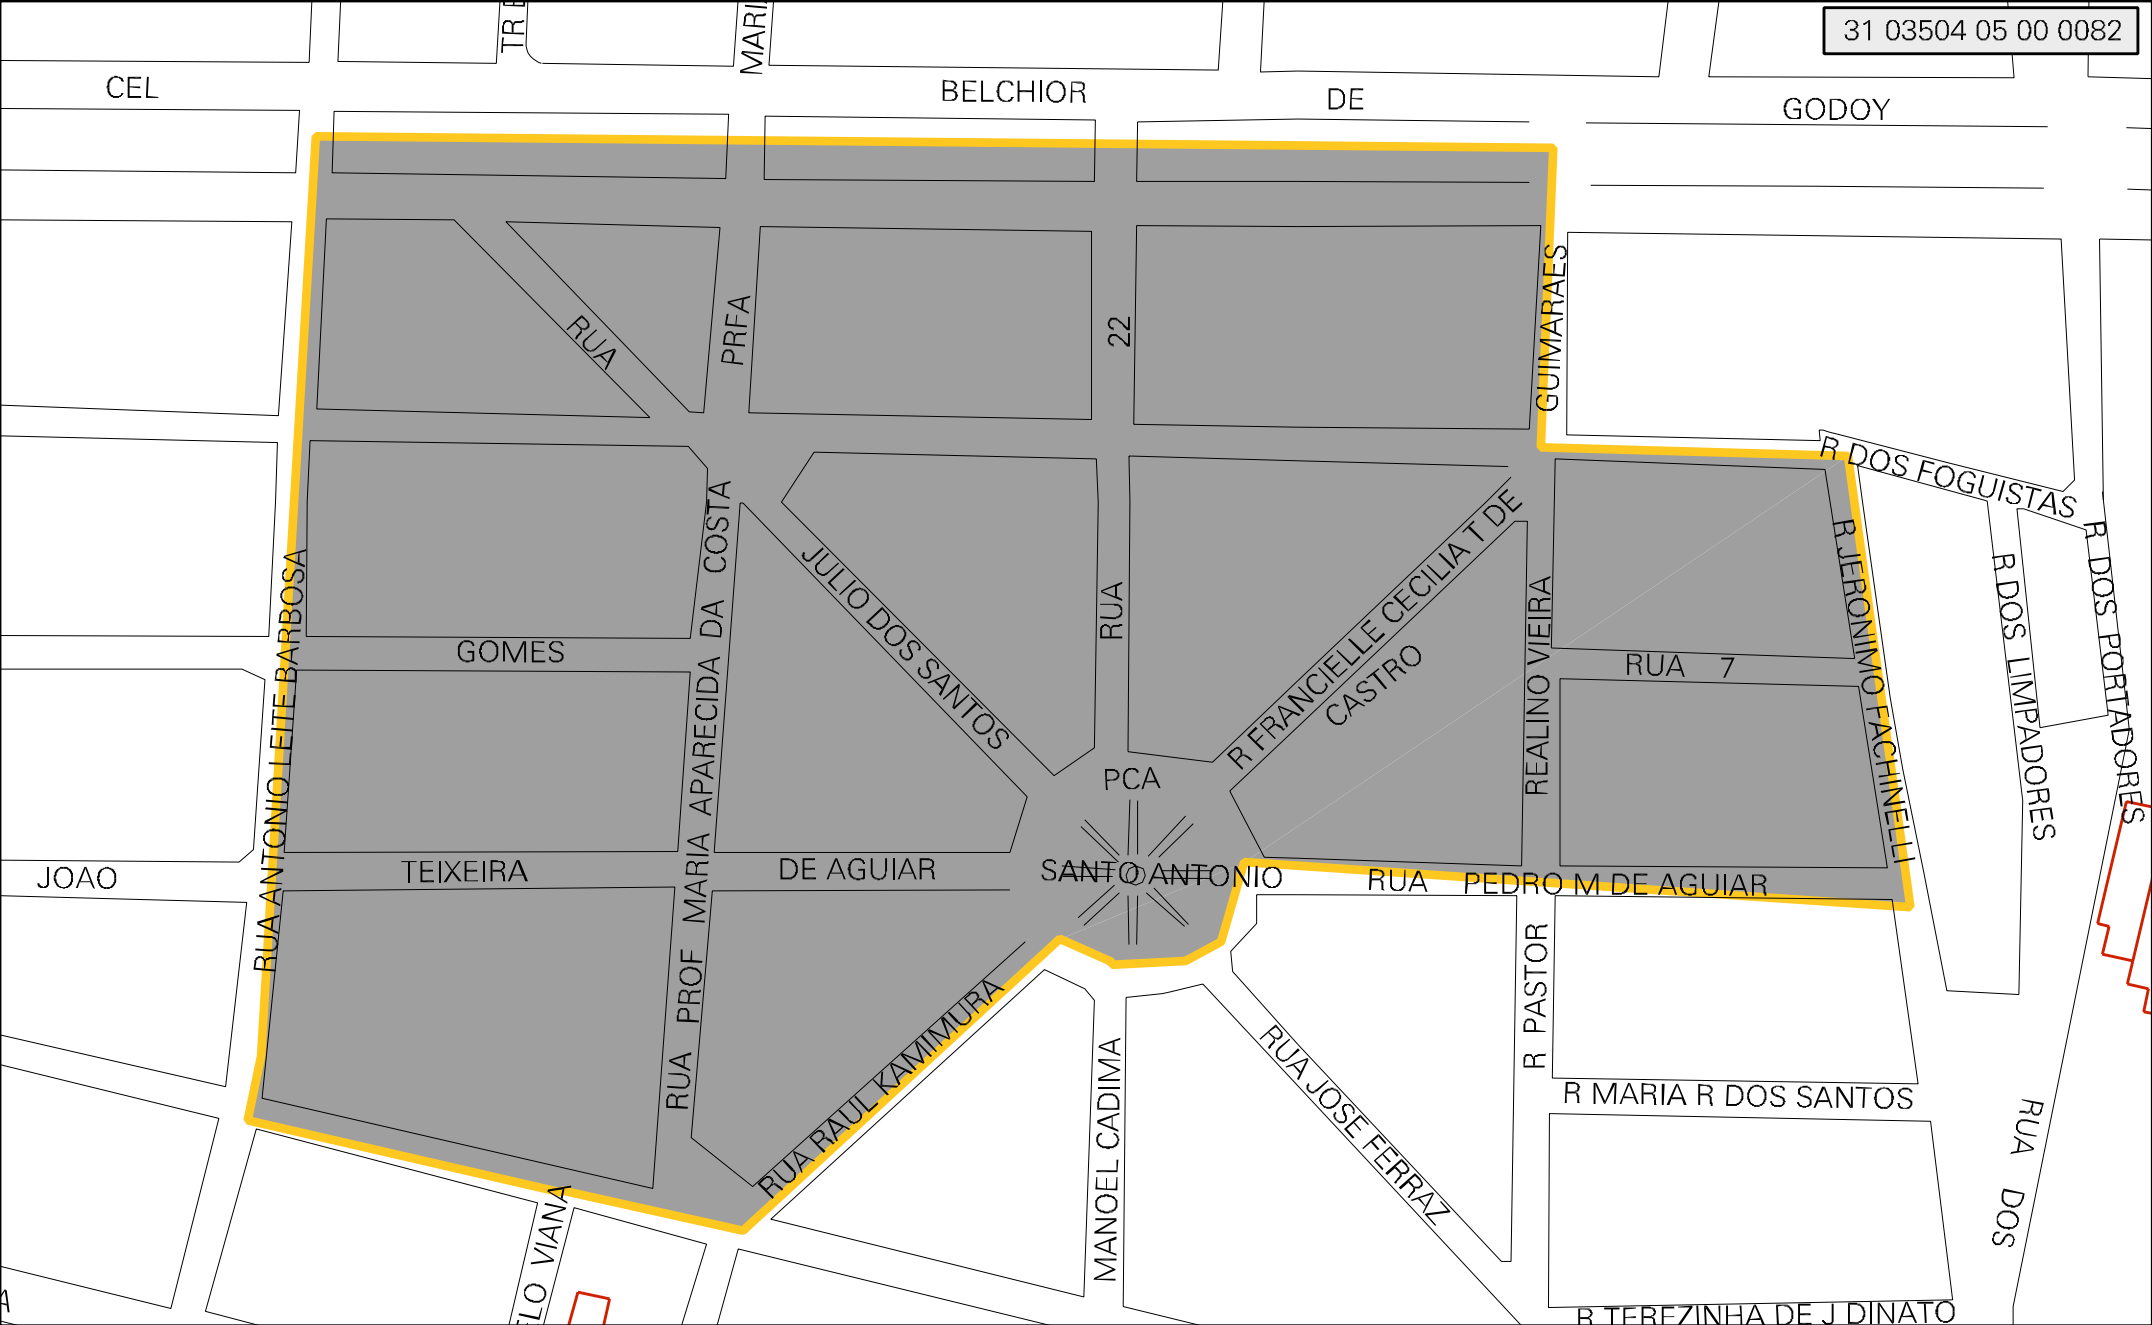 31 03504 05 00 0082
TR E
MARI
CEL
BELCHIOR
DE
GODOY
RUA
PRFA
22
GUIMARAES
R DOS FOGUISTAS
RUA ANTONIO LEITE BARBOSA
GOMES
RUA PROF MARIA APARECIDA DA COSTA
JULIO DOS SANTOS
RUA
R FRANCIELLE CECILIA T DE
CASTRO
REALINO VIEIRA
RUA 7
R JERONIMO FACHINELLI
R DOS LIMPADORES
R DOS PORTADORES
PCA
SANTO ANTONIO
JOAO
TEIXEIRA
DE AGUIAR
RUA PEDRO M DE AGUIAR
RUA RAUL KAMIMURA
MANOEL CADIMA
RUA JOSE FERRAZ
R PASTOR
R MARIA R DOS SANTOS
RUA DOS
ELO VIANA
A
R TEREZINHA DE J DINATO